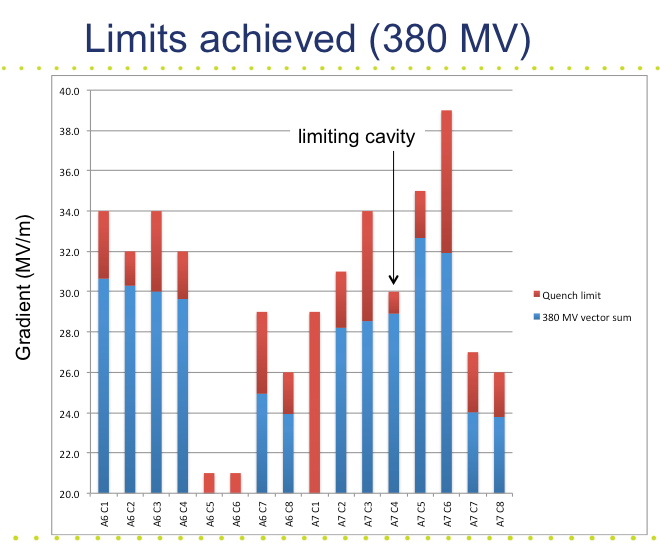 Limits achieved (380 MV)
40.0
38.0
36.0
34.0
32.0
30.0
28.0
26.0
24.0
22.0
20.0
Gradient (MV/m)
limiting cavity
Quench limit
380 MV vector sum
A6 C1
A6 C2
A6 C3
A6 C4
A6 C5
A6 C6
A6 C7
A6 C8
A7 C1
A7 C2
A7 C3
A7 C4
A7 C5
A7 C6
A7 C7
A7 C8